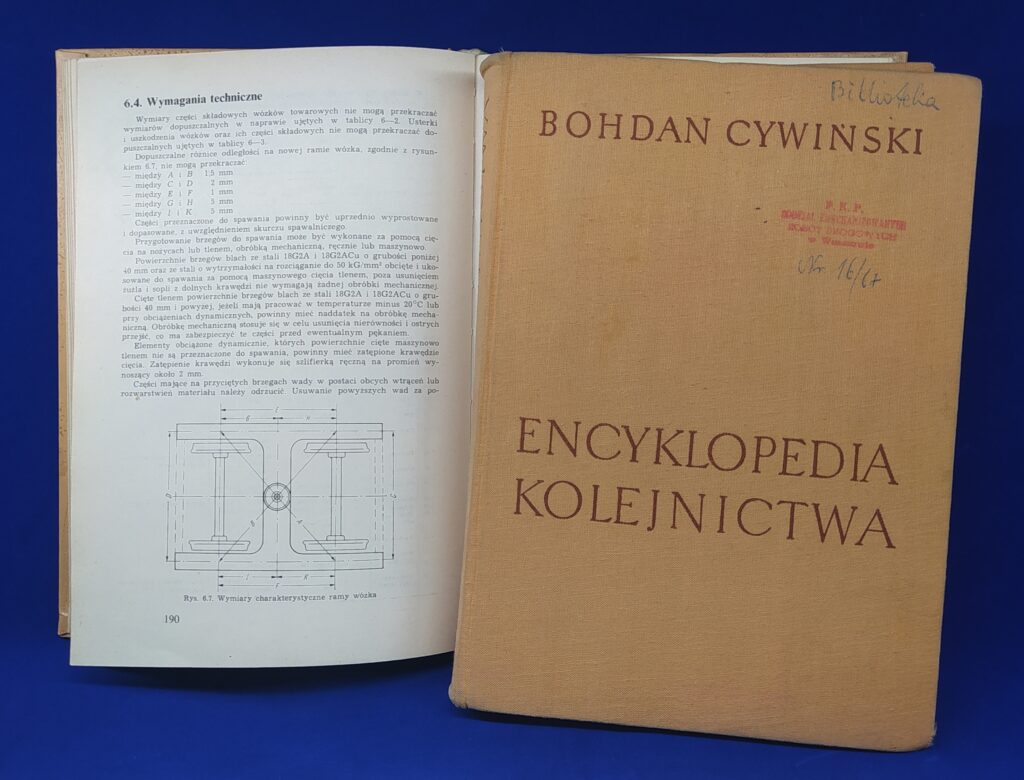 6.4. Wymagania techniczne
Wymiary części składowych wózków towarowych nie mogą przekraczać
wymiarów dopuszczalnych w naprawie ujętych w tablicy 6—2. Usterki
i uszkodzenia wózków oraz ich części składowych nie mogą przekraczać do-
puszczalnych ujętych w tablicy 6—3.
Dopuszczalne różnice odległości na nowej ramie wózka, zgodnie z rysun-
kiem 6.7, nie mogą przekraczać
— między A i B 1,5 mm
— między C i D 2 mm
— między E i F 1 mm
— między G i H 5 mm
— między I i K 5 mm
Części przeznaczone do spawania powinny być uprzednio wyprostowane
i dopasowane, z uwzględnieniem skurczu spawalniczego.
Przygotowanie brzegów do spawania może być wykonane za pomocą cię-
cia na nożycach lub tlenem, obróbką mechaniczną, ręcznie lub maszynowo.
Powierzchnie brzegów blach ze stali 18G2A i 18G2ACu o grubości poniżej
40 mm oraz ze stali o wytrzymałości na rozciąganie do 50 kG/mm² obcięte i uko-
sowane do spawania za pomocą maszynowego cięcia tlenem, poza usunięciem
żużla i sopli z dolnych krawędzi nie wymagają żadnej obróbki mechanicznej.
Cięte tlenem powierzchnie brzegów blach ze stali 18G2A i 18G2ACu o gru-
bości 40 mm i powyżej, jeżeli mają pracować w temperaturze minus 20°C lub
przy obciążeniach dynamicznych, powinny mieć naddatek na obróbkę mecha-
niczną. Obróbkę mechaniczną stosuje się w celu usunięcia nierówności i ostrych
przejść, co ma zabezpieczyć te części przed ewentualnym pękaniem.
Elementy obciążone dynamicznie, których powierzchnie cięte maszynowo
tlenem nie są przeznaczone do spawania, powinny mieć zatępione krawędzie
cięcia. Zatępienie krawędzi wykonuje się szlifierką ręczną na promień wy-
noszący około 2 mm.
Części mające na przyciętych brzegach wady w postaci obcych wtrąceń lub
rozwarstwień materiału należy odrzucić. Usuwanie powyższych wad za po-
E
G H
D
C
B A
I K
F
Rys. 6.7. Wymiary charakterystyczne ramy wózka
190
Biblioteka
BOHDAN CYWIŃSKI
P. K. P.
ODDZIAŁ ZMECHANIZOWANYCH
ROBÓT DROGOWYCH
w Warszawie
Nr. 16/67
ENCYKLOPEDIA
KOLEJNICTWA